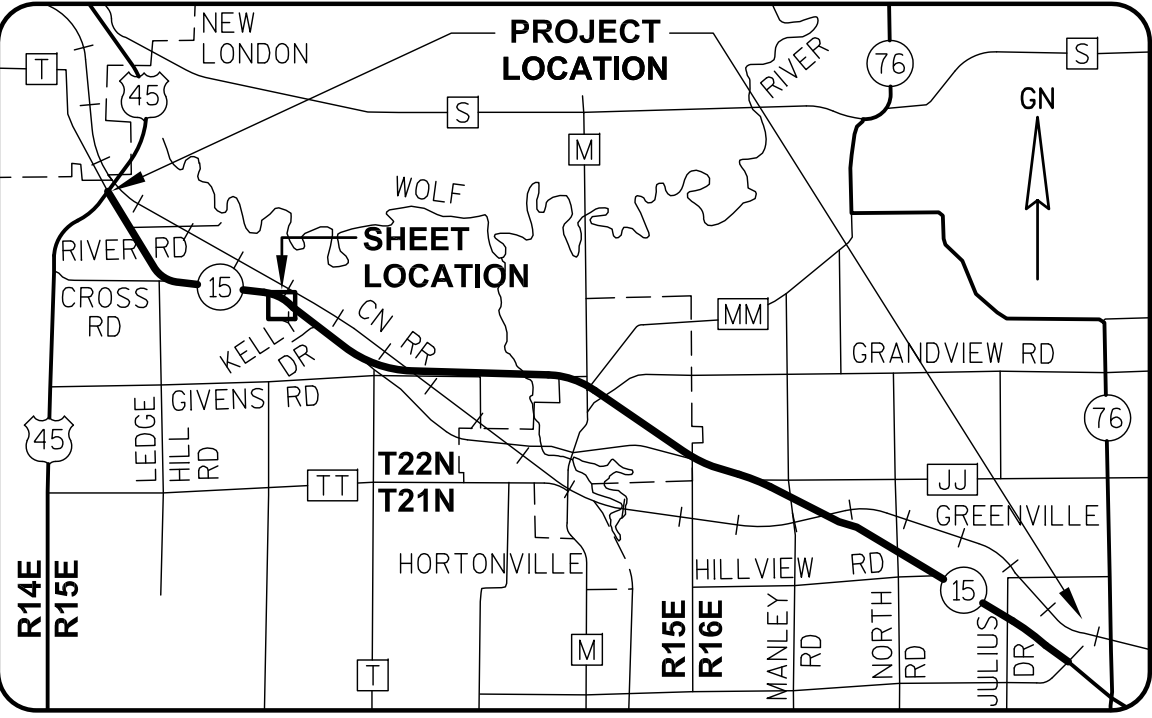 NEW
LONDON
PROJECT
LOCATION
RIVER
76
S
T
45
S
GN
M
WOLF
SHEET
LOCATION
RIVER RD
15
CROSS
RD
CN RR
MM
KELLY
DR
GRANDVIEW RD
GIVENS RD
76
45
LEDGE
HILL
RD
T22N
TT
T21N
JJ
GREENVILLE
HORTONVILLE
HILLVIEW RD
15
R14E
R15E
R15E
R16E
MANLEY
RD
NORTH
RD
JULIUS
DR
T
M